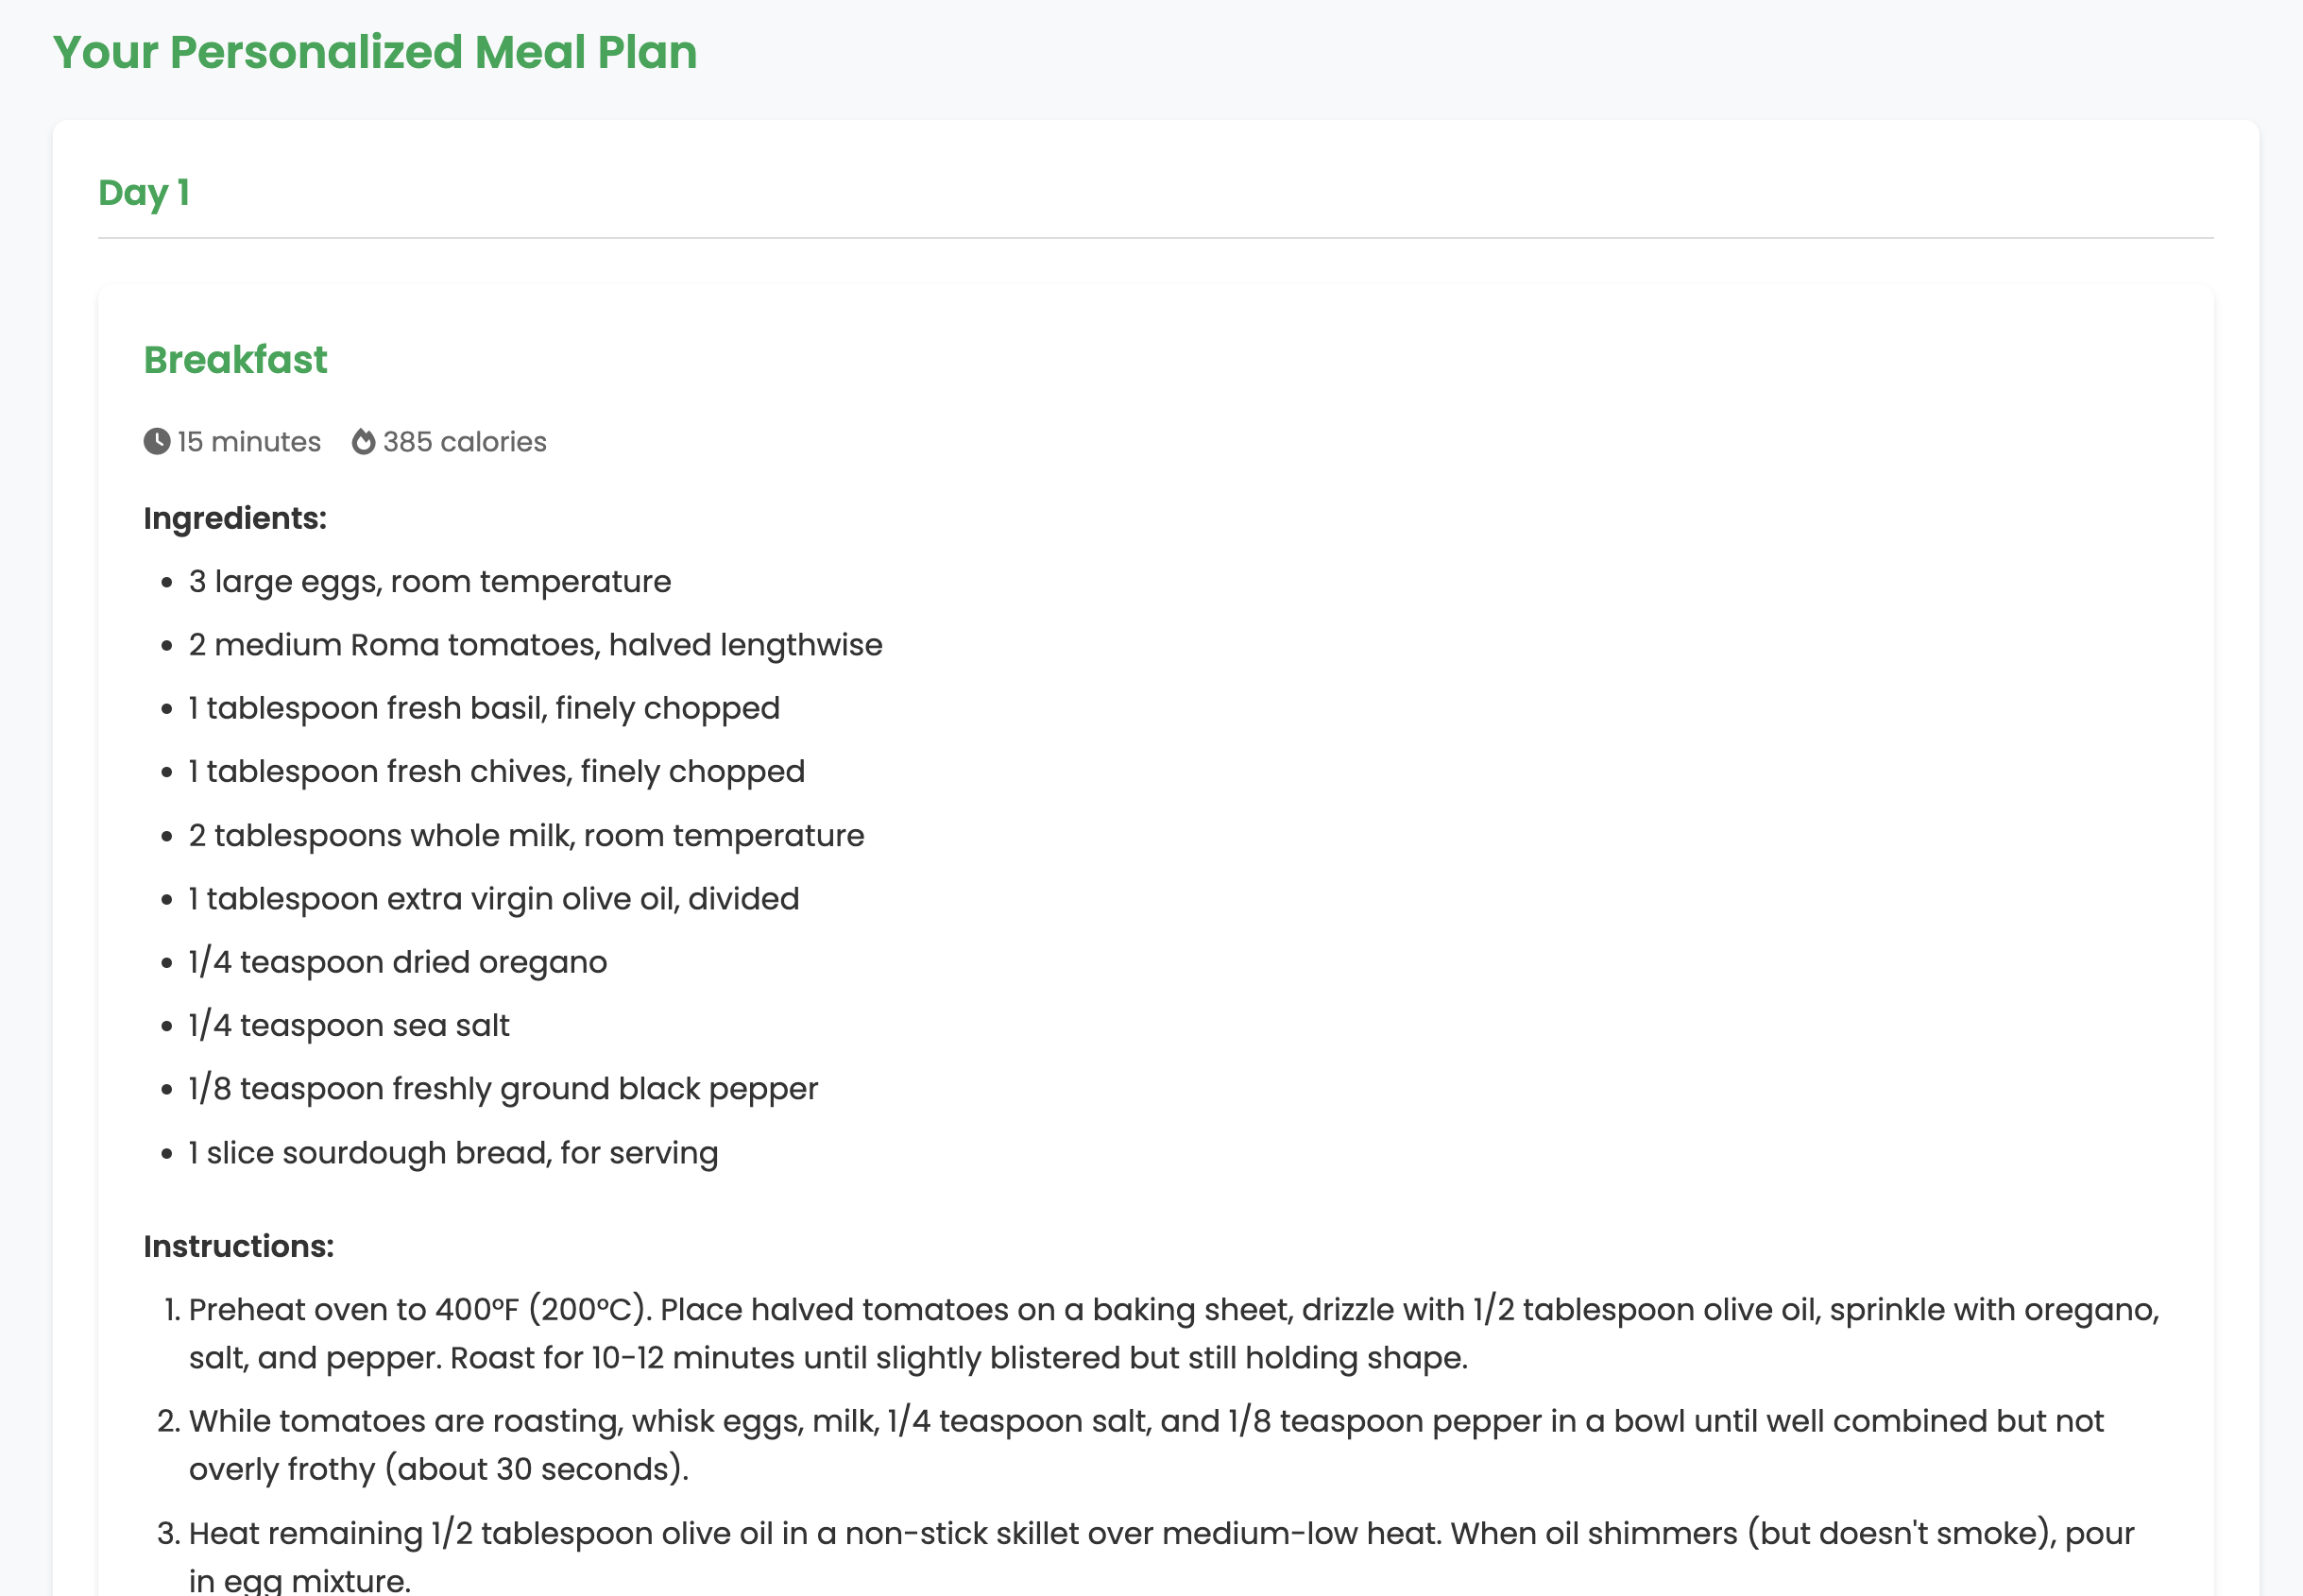 Your Personalized Meal Plan
Day 1
Breakfast
15 minutes 385 calories
Ingredients:
• 3 large eggs, room temperature
• 2 medium Roma tomatoes, halved lengthwise
• 1 tablespoon fresh basil, finely chopped
• 1 tablespoon fresh chives, finely chopped
• 2 tablespoons whole milk, room temperature
• 1 tablespoon extra virgin olive oil, divided
• 1/4 teaspoon dried oregano
• 1/4 teaspoon sea salt
• 1/8 teaspoon freshly ground black pepper
• 1 slice sourdough bread, for serving
Instructions:
1. Preheat oven to 400°F (200°C). Place halved tomatoes on a baking sheet, drizzle with 1/2 tablespoon olive oil, sprinkle with oregano,
salt, and pepper. Roast for 10-12 minutes until slightly blistered but still holding shape.
2. While tomatoes are roasting, whisk eggs, milk, 1/4 teaspoon salt, and 1/8 teaspoon pepper in a bowl until well combined but not
overly frothy (about 30 seconds).
3. Heat remaining 1/2 tablespoon olive oil in a non-stick skillet over medium-low heat. When oil shimmers (but doesn't smoke), pour
in egg mixture.